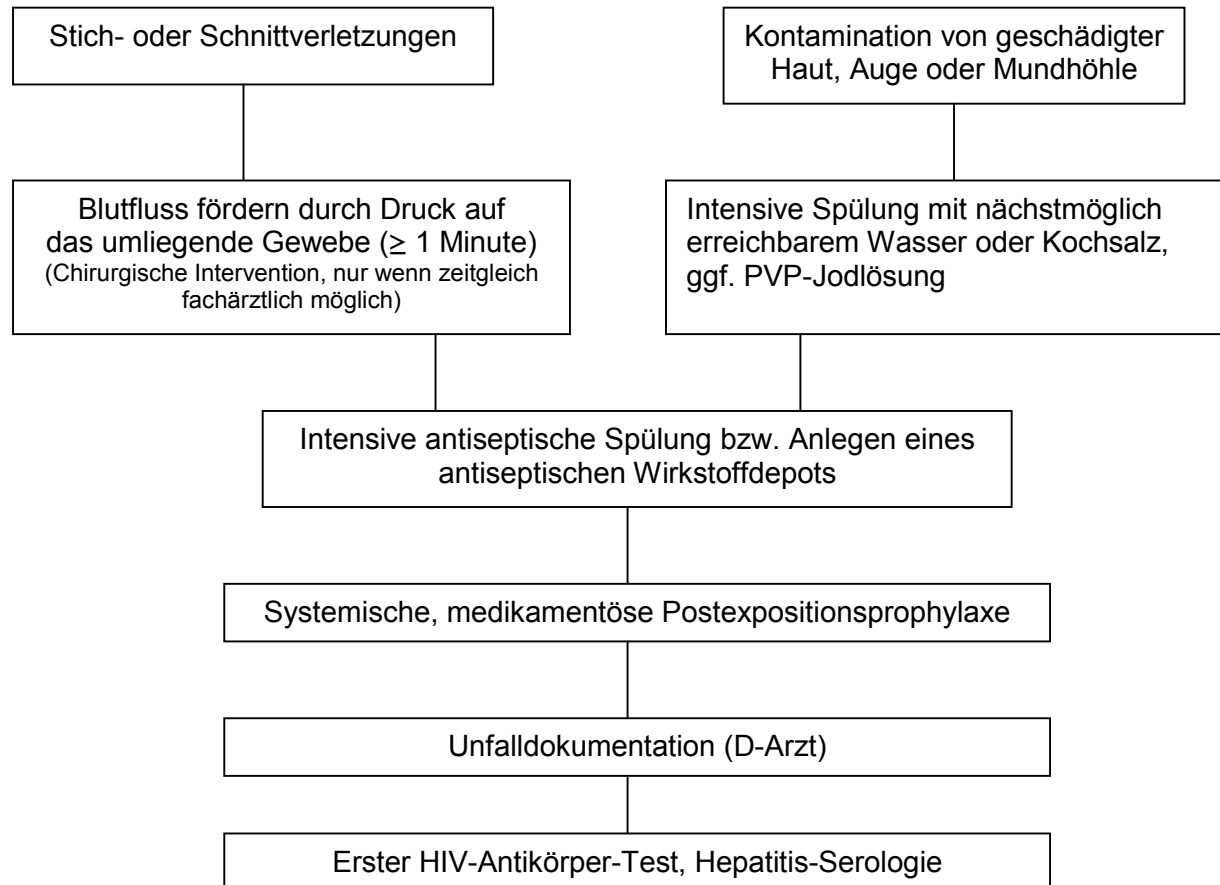 Stich- oder Schnittverletzungen
Kontamination von geschädigter
Haut, Auge oder Mundhöhle
Blutfluss fördern durch Druck auf
das umliegende Gewebe (≥ 1 Minute)
(Chirurgische Intervention, nur wenn zeitgleich
fachärztlich möglich)
Intensive Spülung mit nächstmöglich
erreichbarem Wasser oder Kochsalz,
ggf. PVP-Jodlösung
Intensive antiseptische Spülung bzw. Anlegen eines
antiseptischen Wirkstoffdepots
Systemische, medikamentöse Postexpositionsprophylaxe
Unfalldokumentation (D-Arzt)
Erster HIV-Antikörper-Test, Hepatitis-Serologie